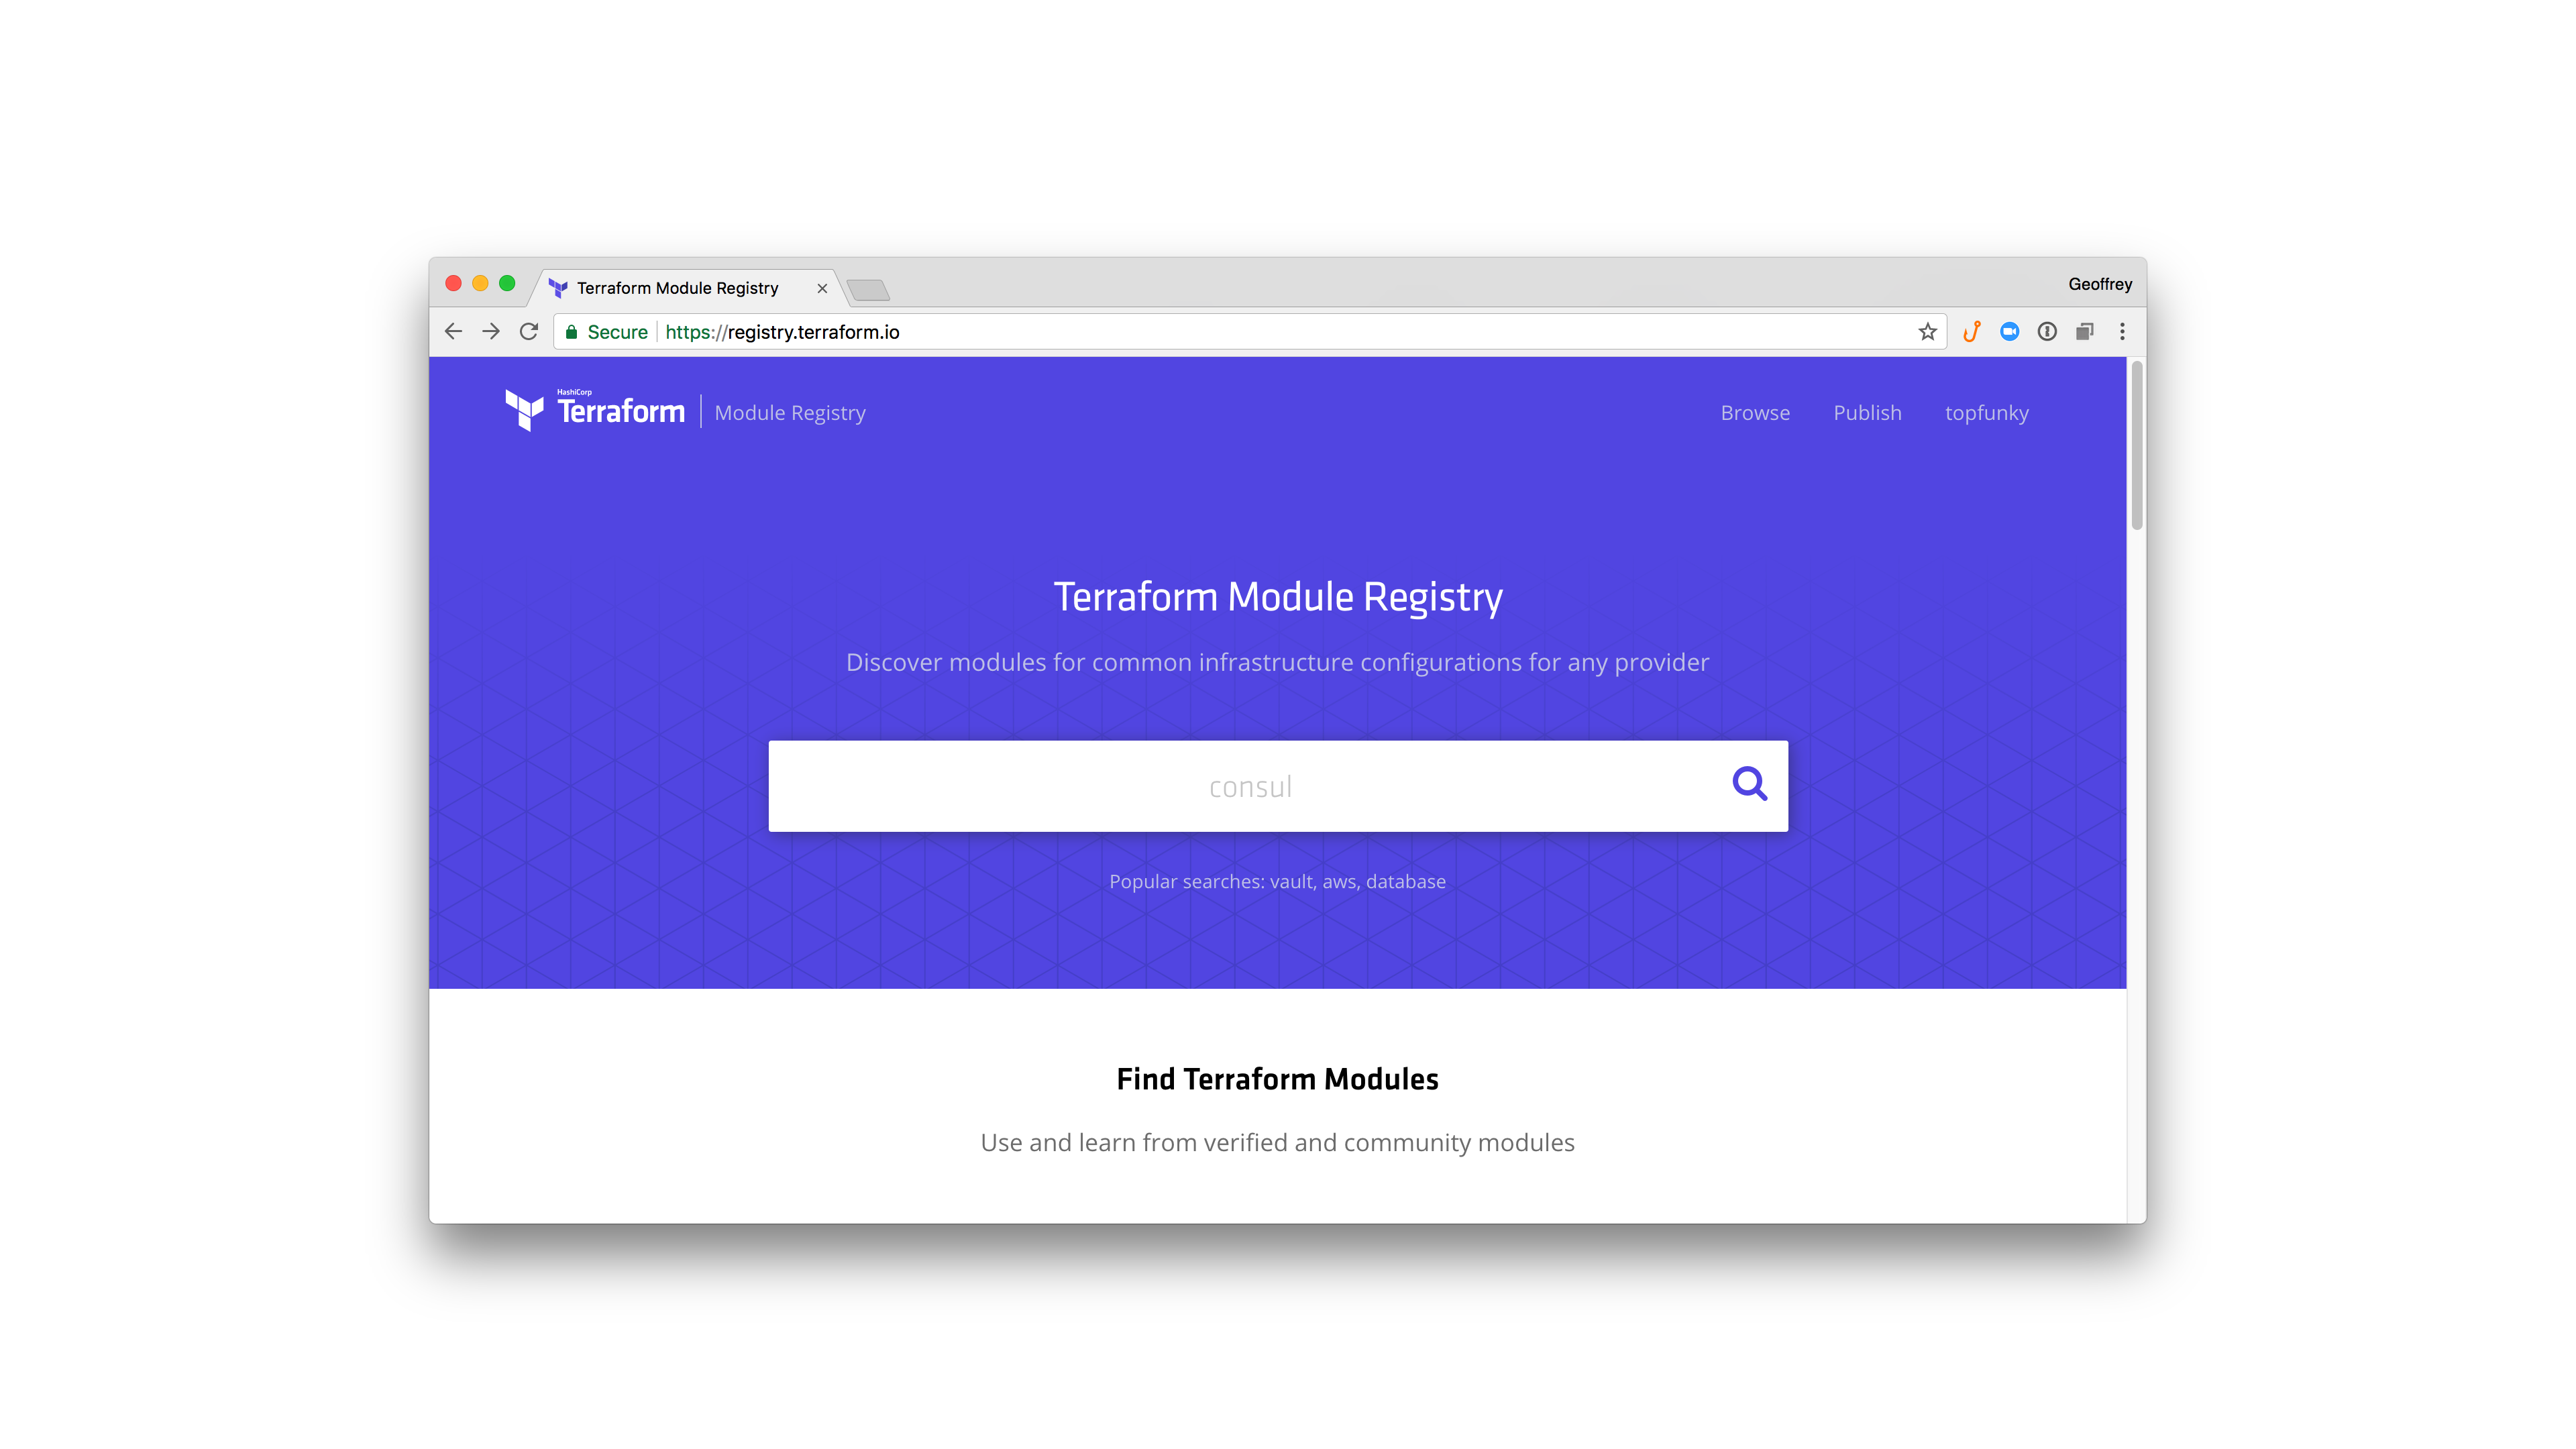 Terraform Module Registry
Geoffrey
Secure
https://registry.terraform.io
HashiCorp
Terraform
Module Registry
Browse
Publish
topfunky
Terraform Module Registry
Discover modules for common infrastructure configurations for any provider
consul
Popular searches: vault, aws, database
Find Terraform Modules
Use and learn from verified and community modules